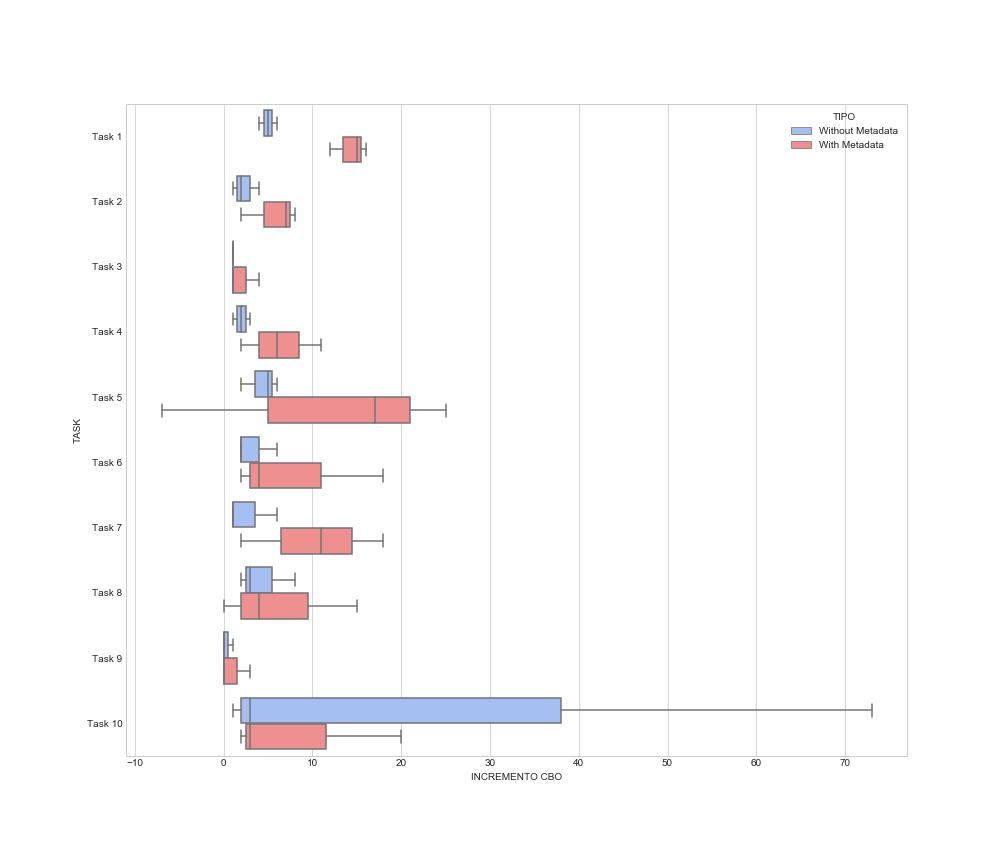 TIPO
Without Metadata
With Metadata
Task 1
Task 2
Task 3
Task 4
Task 5
TASK
Task 6
Task 7
Task 8
Task 9
Task 10
−10 0 10 20 30 40 50 60 70
INCREMENTO CBO